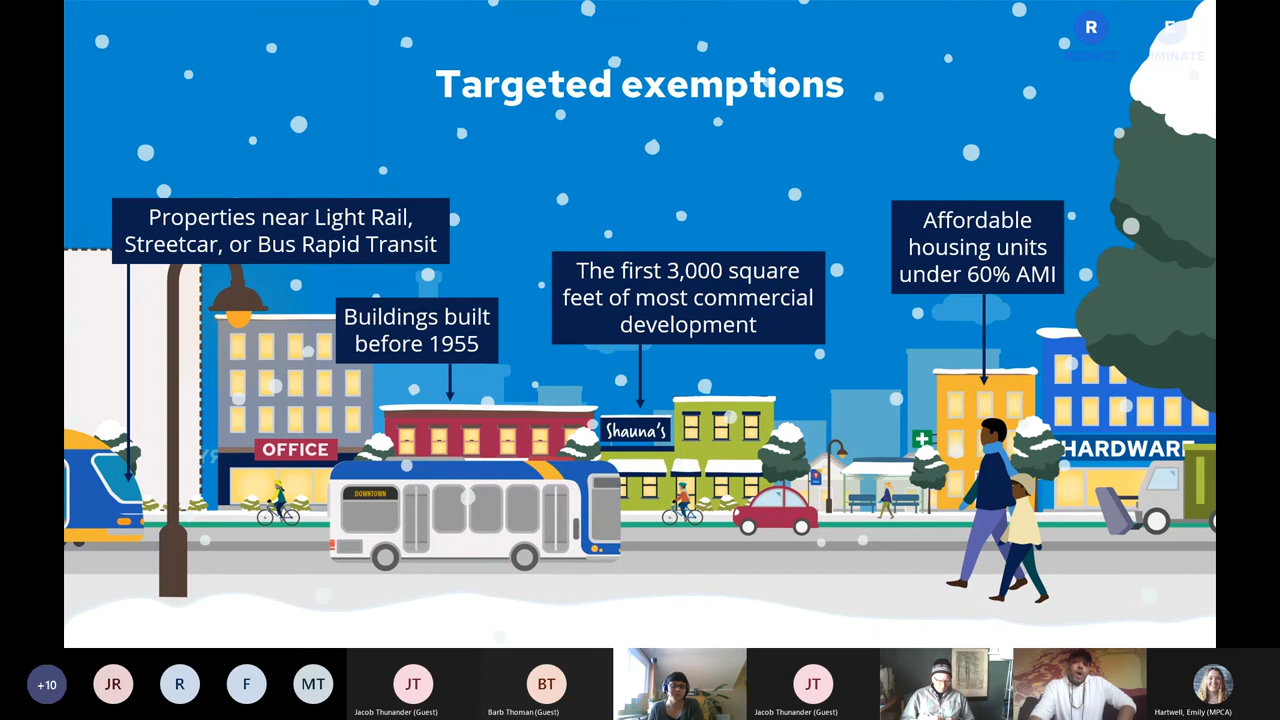 R
E
Targeted exemptions
Properties near Light Rail,
Streetcar, or Bus Rapid Transit
Buildings built
before 1955
The first 3,000 square
feet of most commercial
development
Affordable
housing units
under 60% AMI
OFFICE
Shauna's
HARDWARE
DOWNTOWN
+10
JR
R
F
MT
JT
Jacob Thunander (Guest)
BT
Barb Thoman (Guest)
JT
Jacob Thunander (Guest)
Hartwell, Emily (MPCA)